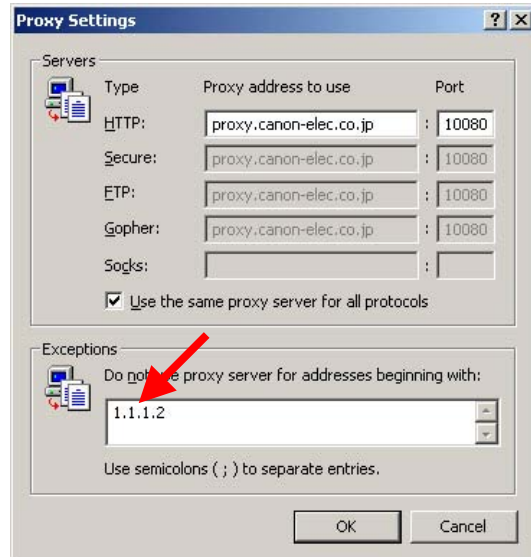 Proxy Settings
Servers
Type Proxy address to use Port
HTTP: proxy.canon-elec.co.jp : 10080
Secure: proxy.canon-elec.co.jp : 10080
FTP: proxy.canon-elec.co.jp : 10080
Gopher: proxy.canon-elec.co.jp : 10080
Socks: :
Use the same proxy server for all protocols
Exceptions
Do not proxy server for addresses beginning with:
1.1.1.2
Use semicolons ( ; ) to separate entries.
OK Cancel